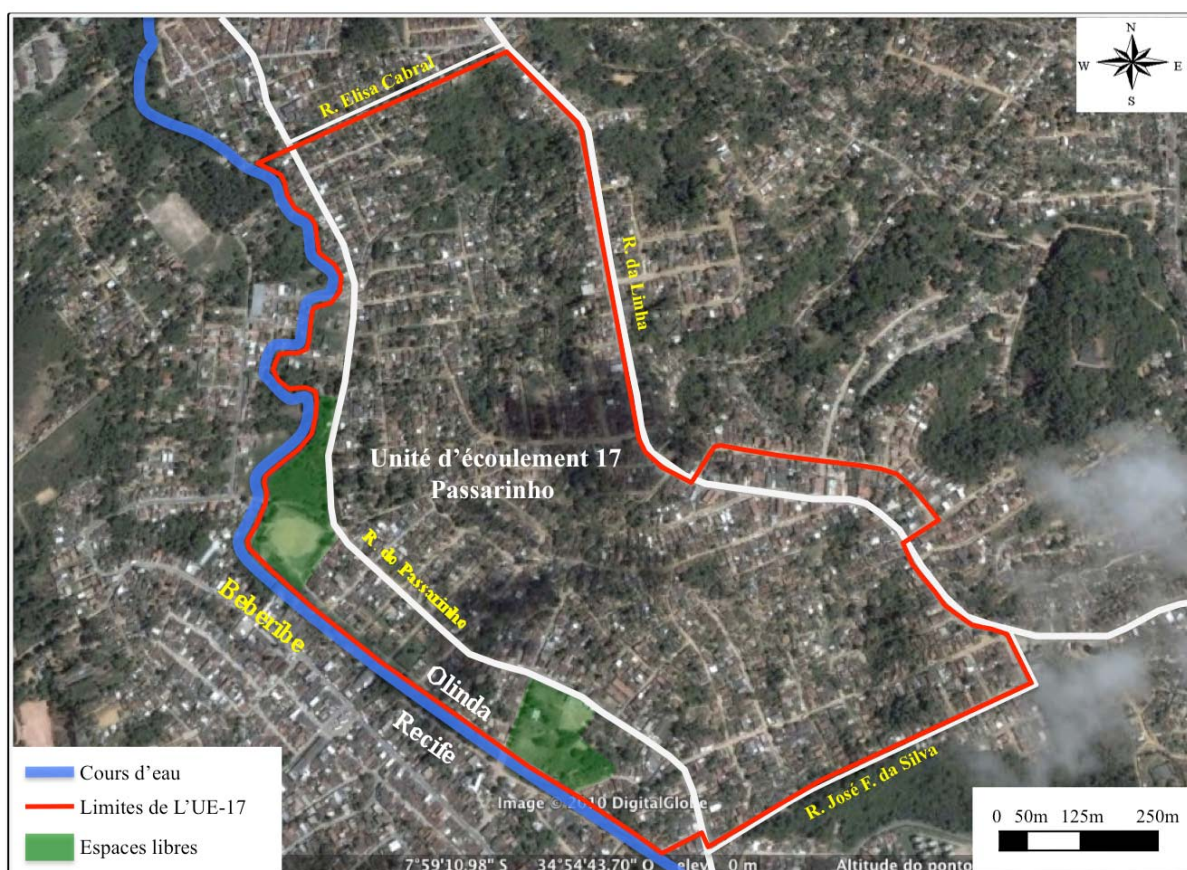 N
W E
S
R. Elisa Cabral
R. da Linha
Unité d'écoulement 17
Passarinho
R. do Passarinho
Beberibe
Olinda
Recife
R. José F. da Silva
Cours d'eau
Limites de L'UE-17
Espaces libres
Image © 2010 DigitalGlobe
0 50m 125m 250m
7°59'10.98" S 34°54'43.70" O elev 0 m Altitude do ponto